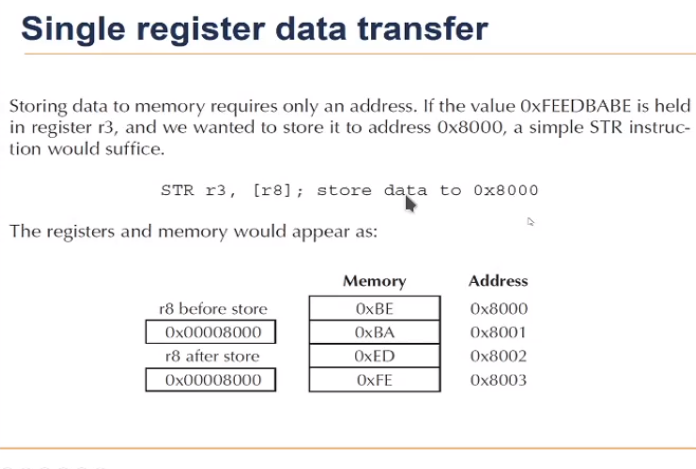 Single register data transfer
Storing data to memory requires only an address. If the value 0xFEEDBABE is held
in register r3, and we wanted to store it to address 0x8000, a simple STR instruc-
tion would suffice.
STR r3, [r8]; store data to 0x8000
The registers and memory would appear as:
Memory Address
r8 before store 0xBE 0x8000
0x00008000 0xBA 0x8001
r8 after store 0xED 0x8002
0x00008000 0xFE 0x8003